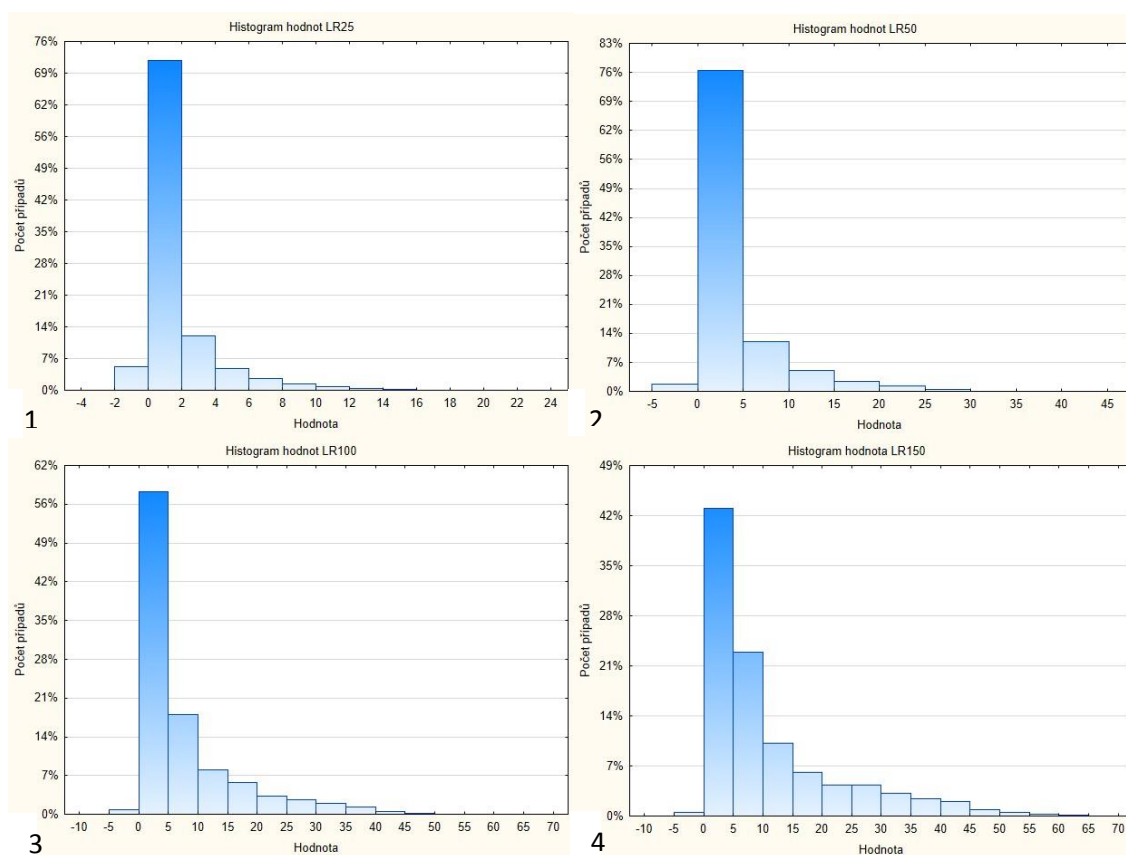 Histogram hodnot LR25
76%
69%
62%
56%
49%
42%
35%
28%
21%
14%
7%
0%
Počet případů
-4 -2 0 2 4 6 8 10 12 14 16 18 20 22 24
Hodnota
1
Histogram hodnot LR50
83%
76%
69%
62%
56%
49%
42%
35%
28%
21%
14%
7%
0%
Počet případů
-5 0 5 10 15 20 25 30 35 40 45
Hodnota
2
Histogram hodnot LR100
62%
56%
49%
42%
35%
28%
21%
14%
7%
0%
Počet případů
-10 -5 0 5 10 15 20 25 30 35 40 45 50 55 60 65 70
Hodnota
3
Histogram hodnota LR150
49%
42%
35%
28%
21%
14%
7%
0%
Počet případů
-10 -5 0 5 10 15 20 25 30 35 40 45 50 55 60 65 70
Hodnota
4